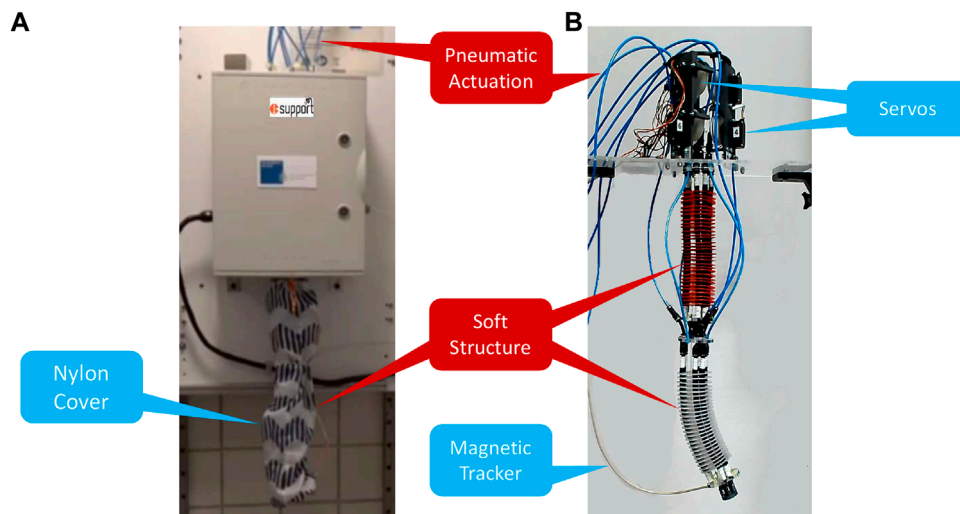 A
B
Pneumatic
Actuation
Servos
support
Soft
Structure
Nylon
Cover
Magnetic
Tracker